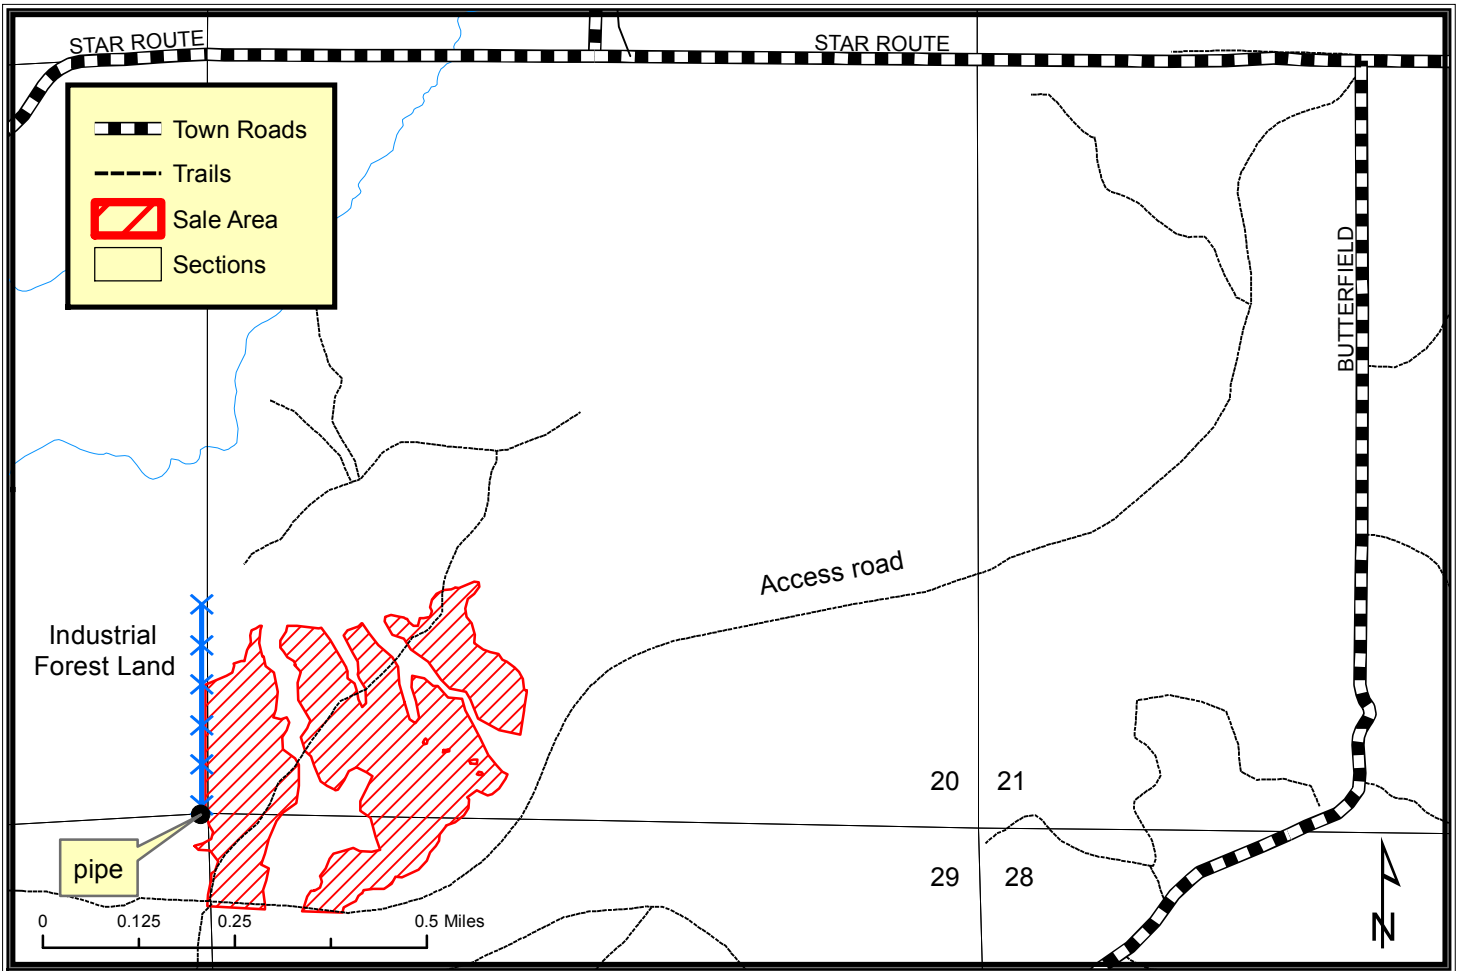 STAR ROUTE
STAR ROUTE
Town Roads
Trails
Sale Area
Sections
BUTTERFIELD
Access road
Industrial
Forest Land
20 21
pipe
29 28
0 0.125 0.25 0.5 Miles
N